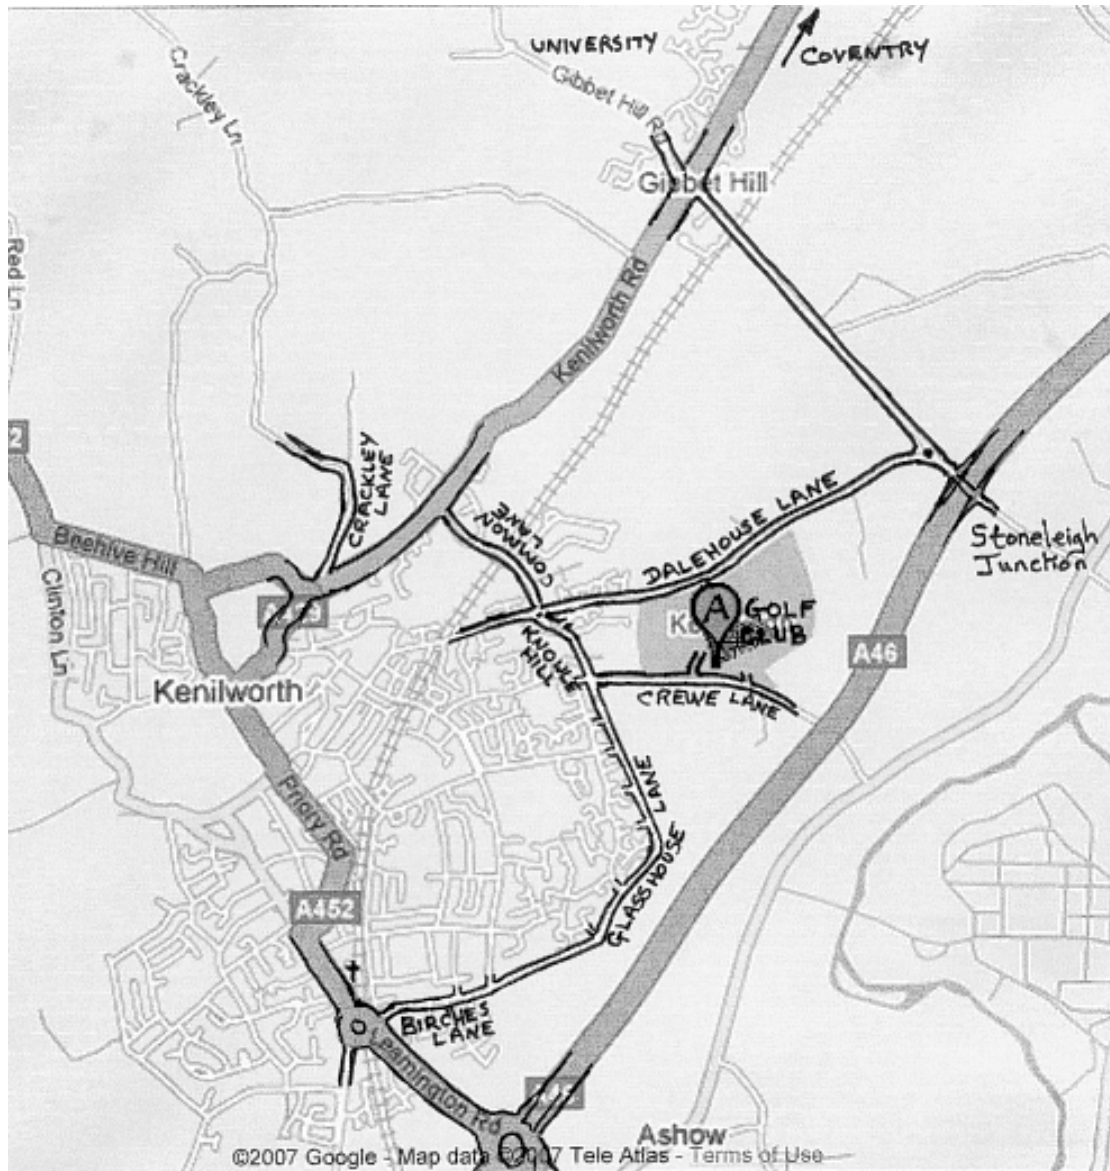 UNIVERSITY
COVENTRY
Crackley Ln
Gibbet Hill Rd
Gibbet Hill
Red Ln
Kenilworth Rd
2
CRACKLEY
LANE
COMMON
LANE
DALEHOUSE LANE
Stoneleigh
Junction
Beehive Hill
Clinton Ln
A
GOLF
CLUB
KNOWLE
HILL
A46
Kenilworth
CREWE LANE
Priory Rd
GLASSHOUSE LANE
A452
BIRCHES
LANE
Leamington Rd
Ashow
©2007 Google - Map data ©2007 Tele Atlas - Terms of Use